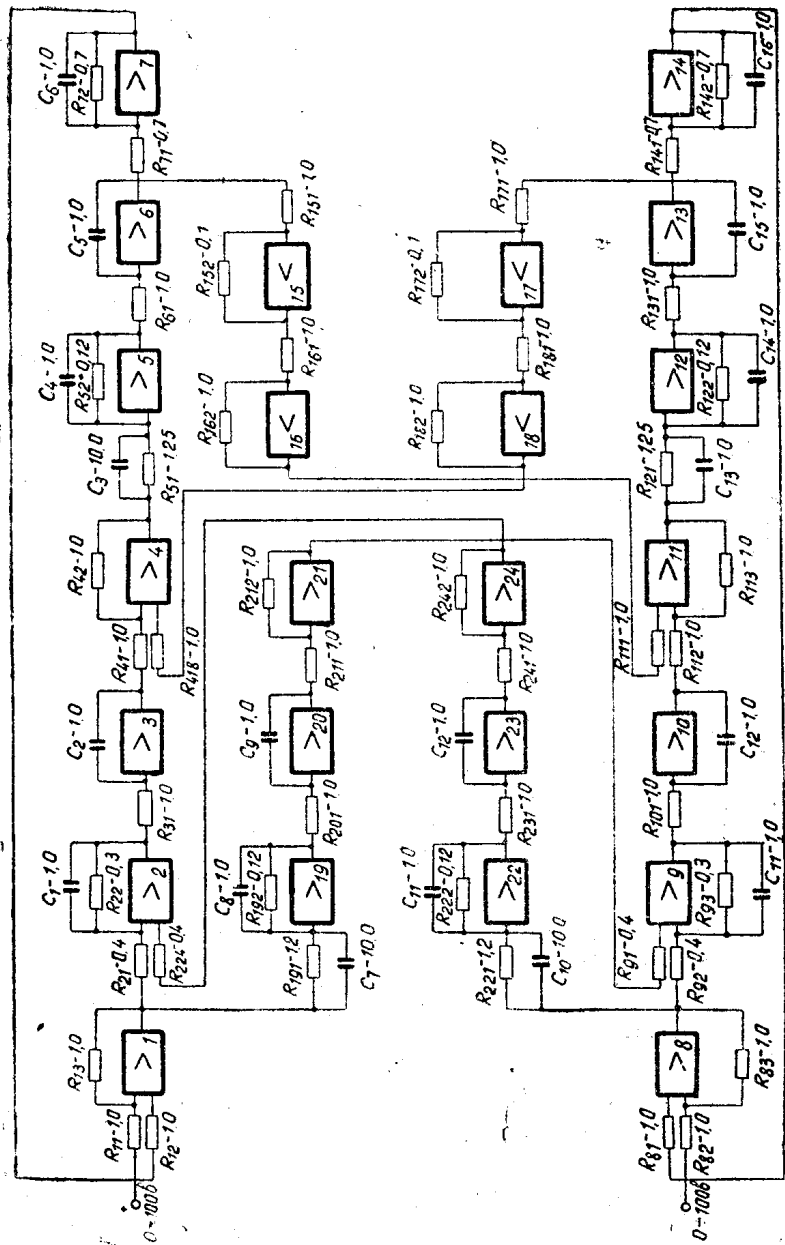 C₆-1,0
R₇₂-0,7
> 7
R₇₁-0,7
C₅-1,0
> 6
R₆₁-1,0
C₄-1,0
R₅₂-0,12
> 5
C₃-10,0
R₅₁-1,25
R₄₂-1,0
> 4
R₄₁-1,0
R₄₁₈-1,0
C₂-1,0
> 3
R₃₁-1,0
C₁-1,0
R₂₂-0,3
> 2
R₂₁-0,4
R₂₂₄-0,4
R₁₃-1,0
> 1
R₁₁-1,0
R₁₂-1,0
0-100в
R₁₅₁-1,0
R₁₅₂-0,1
< 15
R₁₆₁-1,0
R₁₆₂-1,0
< 16
R₂₁₂-1,0
> 21
R₂₁₁-1,0
C₉-1,0
> 20
R₂₀₁-1,0
C₈-1,0
R₁₉₂-0,12
> 19
R₁₉₁-1,2
C₇-10,0
R₁₇₁-1,0
R₁₇₂-0,1
< 17
R₁₈₁-1,0
R₁₈₂-1,0
< 18
R₂₄₂-1,0
> 24
R₂₄₁-1,0
C₁₂-1,0
> 23
R₂₃₁-1,0
C₁₁-1,0
R₂₂₂-0,12
> 22
R₂₂₁-1,2
C₁₀-10,0
> 14
R₁₄₂-0,7
C₁₆-1,0
R₁₄₁-0,7
> 13
C₁₅-1,0
R₁₃₁-1,0
> 12
R₁₂₂-0,12
C₁₄-1,0
R₁₂₁-1,25
C₁₃-1,0
> 11
R₁₁₃-1,0
R₁₁₁-1,0
R₁₁₂-1,0
> 10
C₁₂-1,0
R₁₀₁-1,0
> 9
R₉₃-0,3
C₁₁-1,0
R₉₁-0,4
R₉₂-0,4
> 8
R₈₃-1,0
R₈₁-1,0
R₈₂-1,0
0-100в